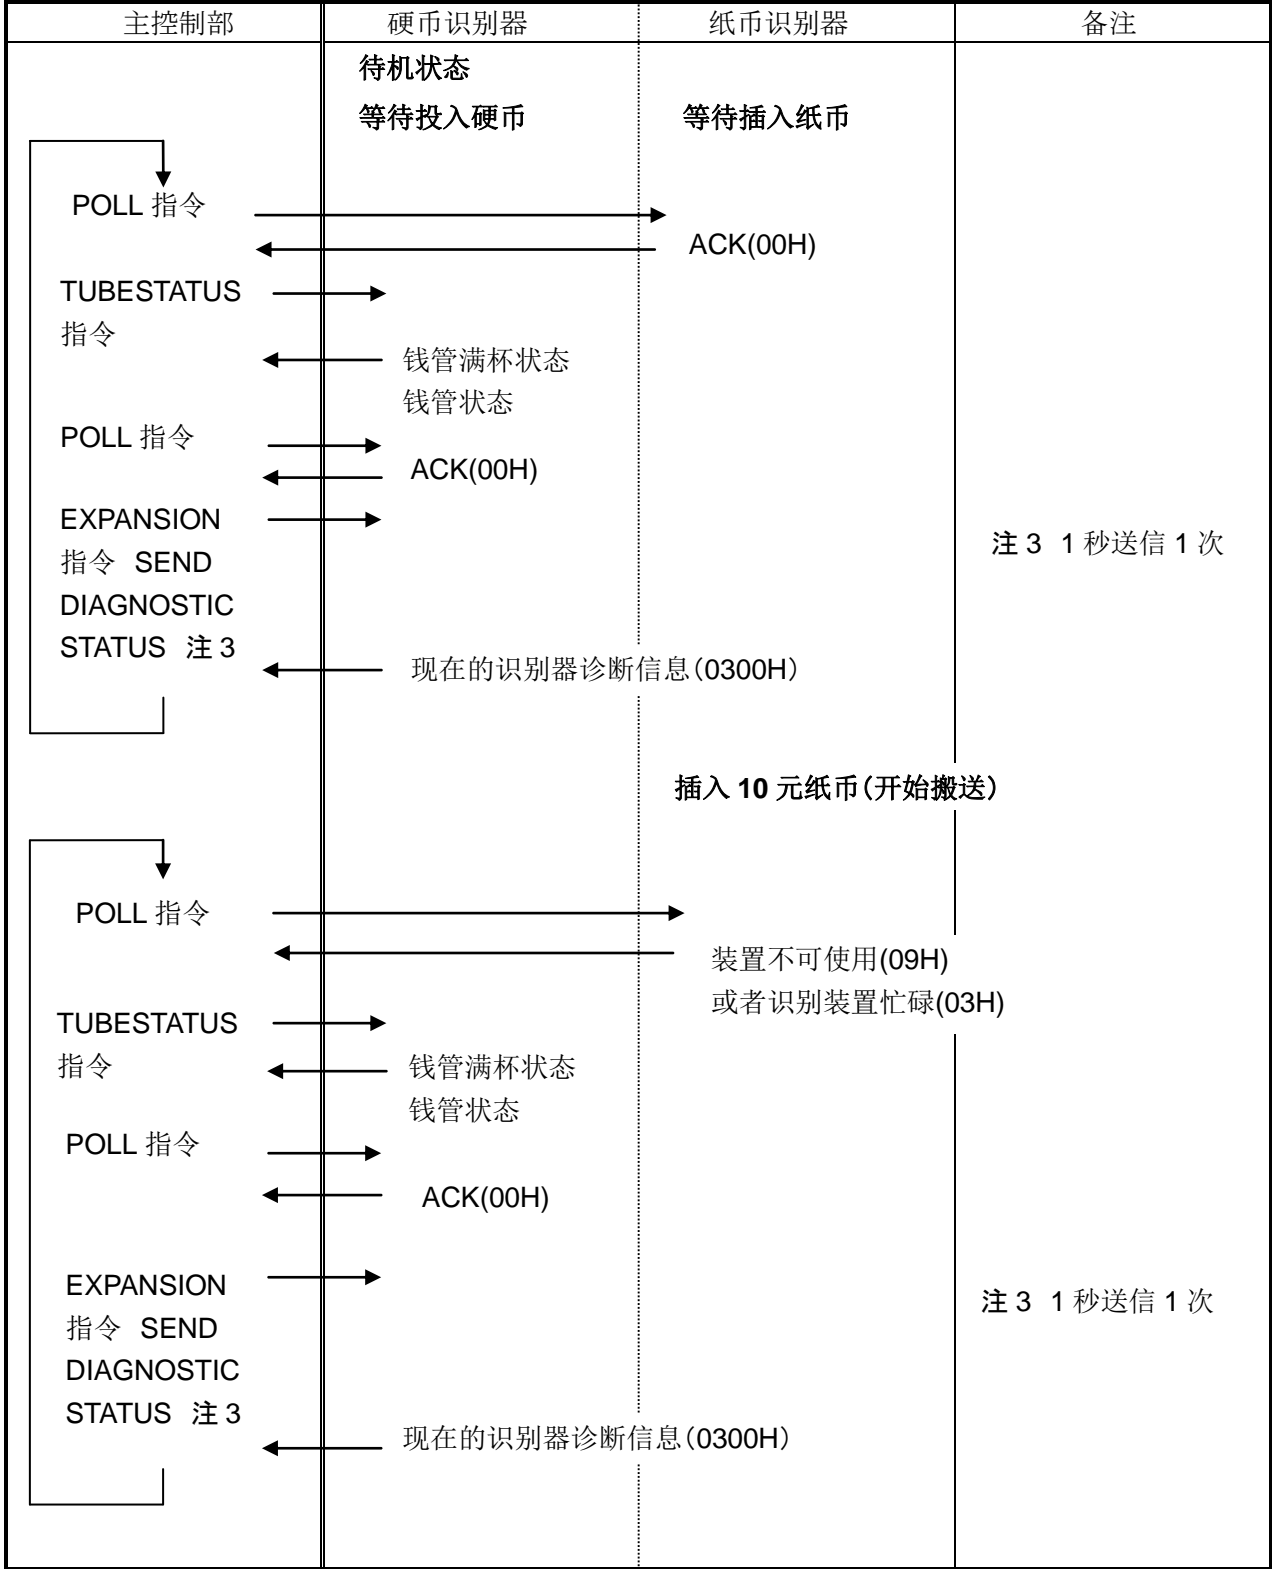 主控制部 硬币识别器 纸币识别器 备注
待机状态
等待投入硬币 等待插入纸币
POLL 指令
ACK(00H)
TUBESTATUS
指令
钱管满杯状态
钱管状态
POLL 指令
ACK(00H)
EXPANSION
指令 SEND
DIAGNOSTIC
STATUS 注 3
注 3 1 秒送信 1 次
现在的识别器诊断信息(0300H)
插入 10 元纸币(开始搬送)
POLL 指令
装置不可使用(09H)
或者识别装置忙碌(03H)
TUBESTATUS
指令
钱管满杯状态
钱管状态
POLL 指令
ACK(00H)
EXPANSION
指令 SEND
DIAGNOSTIC
STATUS 注 3
注 3 1 秒送信 1 次
现在的识别器诊断信息(0300H)